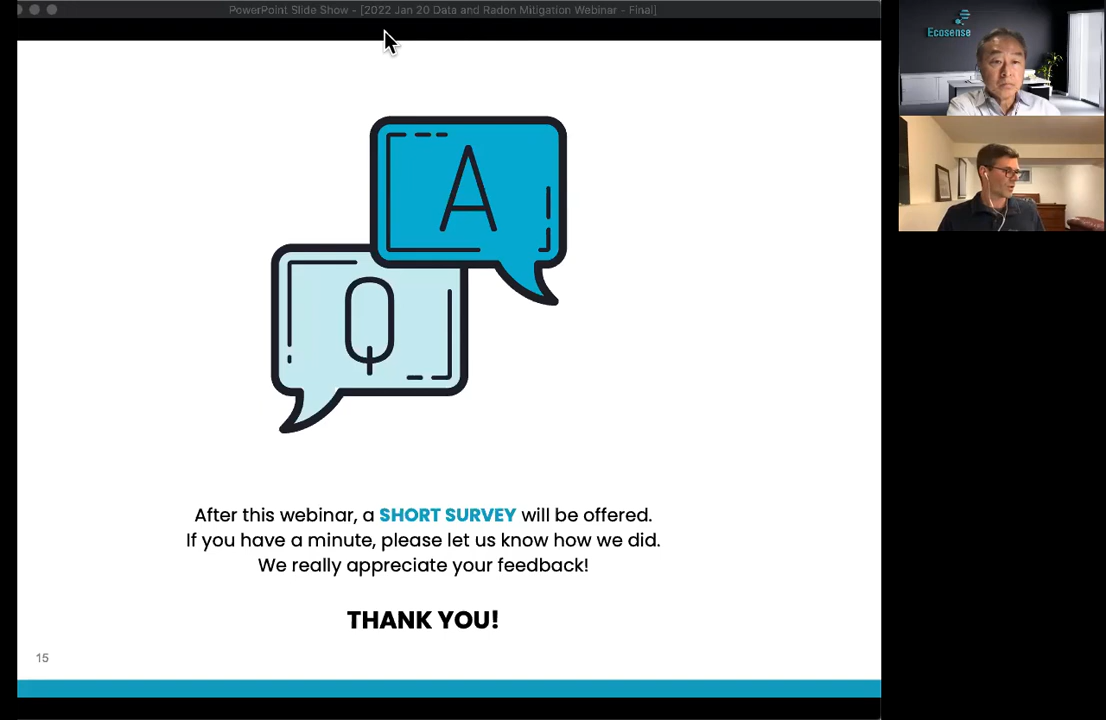 PowerPoint Slide Show - [2022 Jan 20 Data and Radon Mitigation Webinar - Final]
Ecosense
A
Q
After this webinar, a SHORT SURVEY will be offered.
If you have a minute, please let us know how we did.
We really appreciate your feedback!
THANK YOU!
15